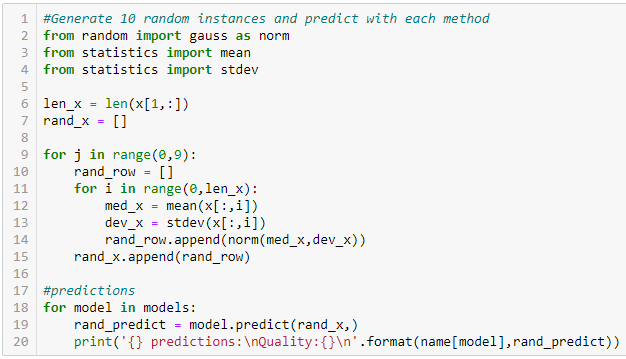 1 #Generate 10 random instances and predict with each method
2 from random import gauss as norm
3 from statistics import mean
4 from statistics import stdev
5
6 len_x = len(x[1,:])
7 rand_x = []
8
9 for j in range(0,9):
10     rand_row = []
11     for i in range(0,len_x):
12         med_x = mean(x[:,i])
13         dev_x = stdev(x[:,i])
14         rand_row.append(norm(med_x,dev_x))
15     rand_x.append(rand_row)
16
17 #predictions
18 for model in models:
19     rand_predict = model.predict(rand_x,)
20     print('{} predictions:\nQuality:{}\n'.format(name[model],rand_predict))